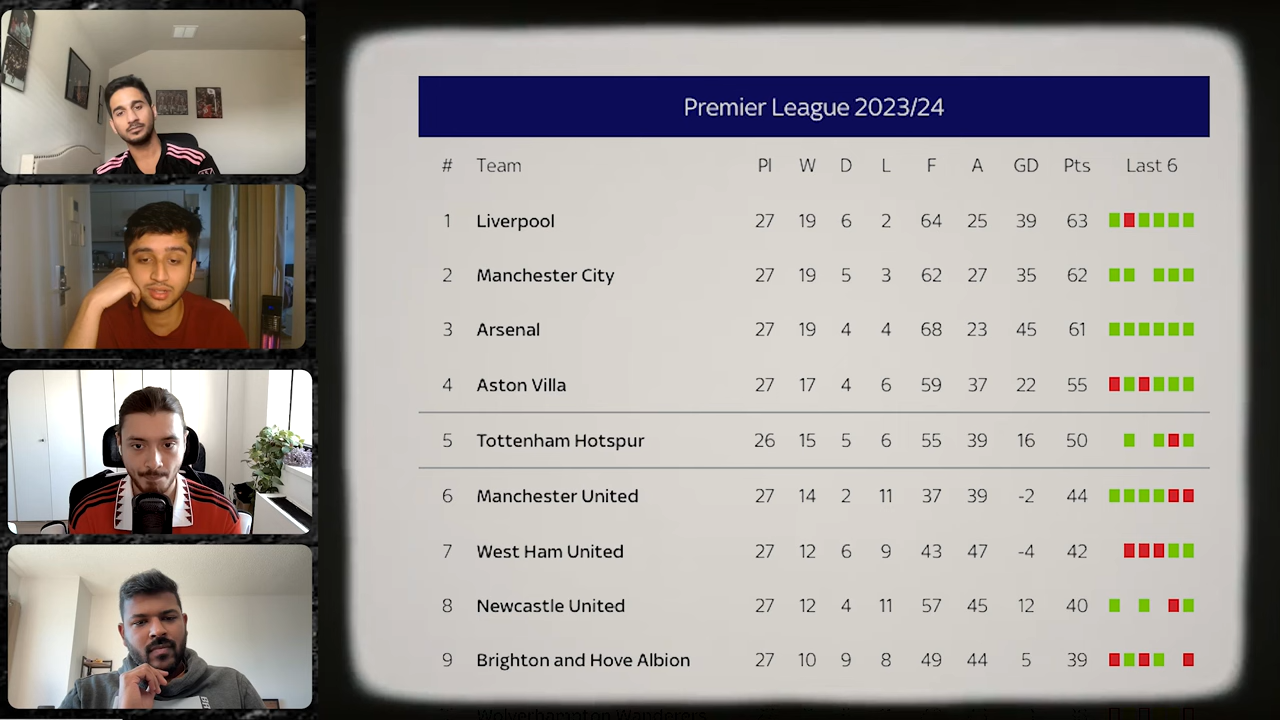 Premier League 2023/24
# Team Pl W D L F A GD Pts Last 6
1 Liverpool 27 19 6 2 64 25 39 63
2 Manchester City 27 19 5 3 62 27 35 62
3 Arsenal 27 19 4 4 68 23 45 61
4 Aston Villa 27 17 4 6 59 37 22 55
5 Tottenham Hotspur 26 15 5 6 55 39 16 50
6 Manchester United 27 14 2 11 37 39 -2 44
7 West Ham United 27 12 6 9 43 47 -4 42
8 Newcastle United 27 12 4 11 57 45 12 40
9 Brighton and Hove Albion 27 10 9 8 49 44 5 39
Wolverhampton Wanderers